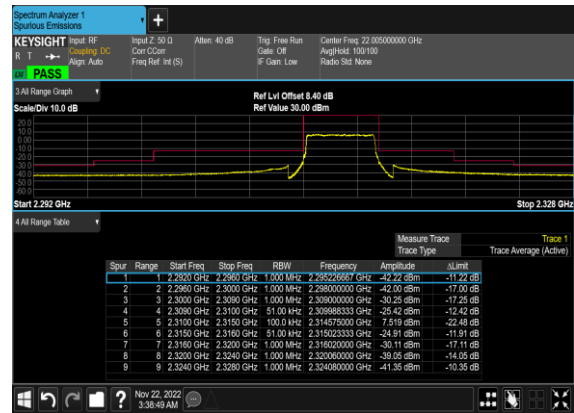 Spectrum Analyzer 1
Spurious Emissions
+
KEYSIGHT Input: RF Input Z: 50 Ω Atten: 40 dB Trig: Free Run Center Freq: 22.005000000 GHz
R T Coupling: DC Corr CCorr Gate: Off Avg|Hold: 100/100
Align: Auto Freq Ref: Int (S) IF Gain: Low Radio Std: None
PASS
3 All Range Graph
Ref Lvl Offset 8.40 dB
Scale/Div 10.0 dB Ref Value 30.00 dBm
20.0
10.0
0.00
-10.0
-20.0
-30.0
-40.0
-50.0
-60.0
Start 2.292 GHz Stop 2.328 GHz
4 All Range Table
Measure Trace Trace 1
Trace Type Trace Average (Active)
Spur Range Start Freq Stop Freq RBW Frequency Amplitude ΔLimit
1 1 2.2920 GHz 2.2960 GHz 1.000 MHz 2.295226667 GHz -42.22 dBm -11.22 dB
2 2 2.2960 GHz 2.3000 GHz 1.000 MHz 2.298000000 GHz -42.00 dBm -17.00 dB
3 3 2.3000 GHz 2.3090 GHz 1.000 MHz 2.309000000 GHz -30.25 dBm -17.25 dB
4 4 2.3090 GHz 2.3100 GHz 51.00 kHz 2.309988333 GHz -25.42 dBm -12.42 dB
5 5 2.3100 GHz 2.3150 GHz 100.0 kHz 2.314575000 GHz 7.519 dBm -22.48 dB
6 6 2.3150 GHz 2.3160 GHz 51.00 kHz 2.315023333 GHz -24.91 dBm -11.91 dB
7 7 2.3160 GHz 2.3200 GHz 1.000 MHz 2.316020000 GHz -30.11 dBm -17.11 dB
8 8 2.3200 GHz 2.3240 GHz 1.000 MHz 2.320060000 GHz -39.05 dBm -14.05 dB
9 9 2.3240 GHz 2.3280 GHz 1.000 MHz 2.324080000 GHz -41.35 dBm -10.35 dB
? Nov 22, 2022
3:38:49 AM